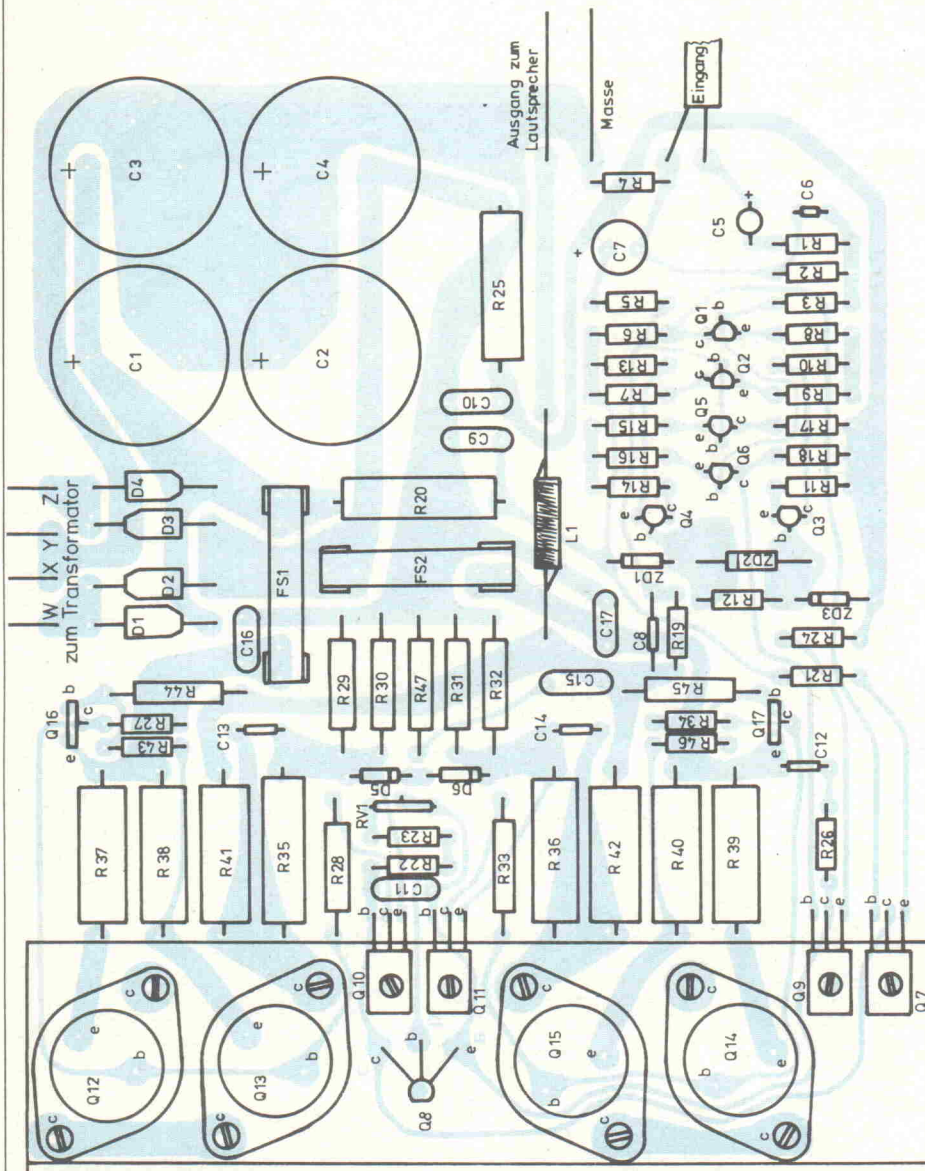 Ausgang zum
Lautsprecher
Masse
Eingang
C3
+
C4
+
R4
C7
+
C5
+
C6
R1
R2
R25
R5
R3
C1
+
C2
+
R6
Q1
c
b
e
R8
R13
Q2
c
b
e
R10
C10
R7
R9
C9
R15
Q5
b
e
c
R17
R16
Q6
e
b
c
R18
W X Y Z
zum Transformator
D4
D3
D2
D1
R20
R14
R11
FS1
FS2
L1
Q4
e
b
c
Q3
e
b
c
ZD1
ZD2
C16
C17
C8
R12
ZD3
R19
R24
R29
R30
R47
R31
R32
R21
Q16
b
c
e
R44
C15
R45
R27
R43
C13
C14
R34
R46
Q17
b
c
e
D5
D6
C12
R37
R38
R41
R35
R28
RV1
R23
R22
C11
R33
R36
R42
R40
R39
R26
b
c
e
b
c
e
b
c
e
b
c
e
Q10
Q11
Q9
Q7
c
e
b
Q12
c
c
e
b
Q13
c
c
b
e
Q8
c
Q15
e
b
c
c
Q14
b
e
c